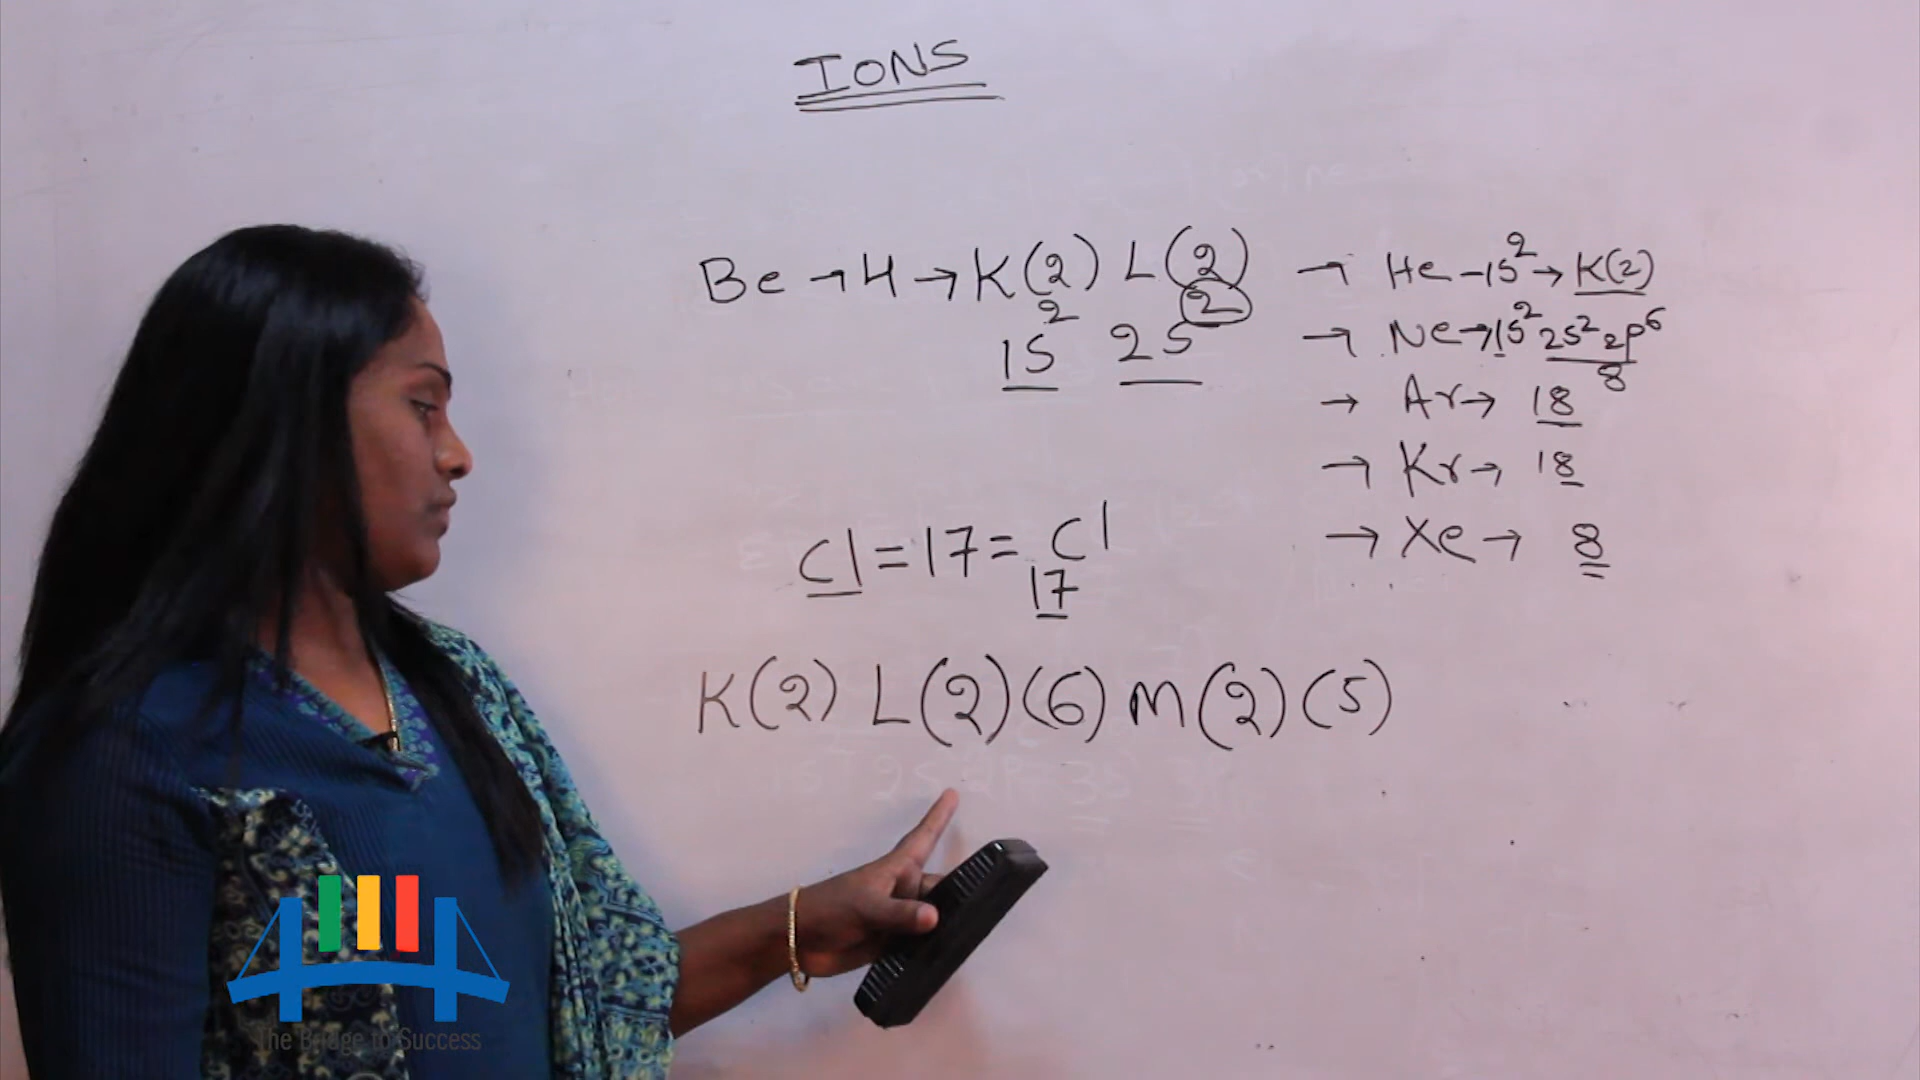 IONS
Be → 4 → K(2) L(2)
1s² 2s²
→ He - 1s² → K(2)
→ Ne → 1s² 2s² 2p⁶
8
→ Ar → 18
→ Kr → 18
→ Xe → 8
Cl = 17 = Cl
17
K(2) L(2)(6) M(2)(5)
The Bridge to Success